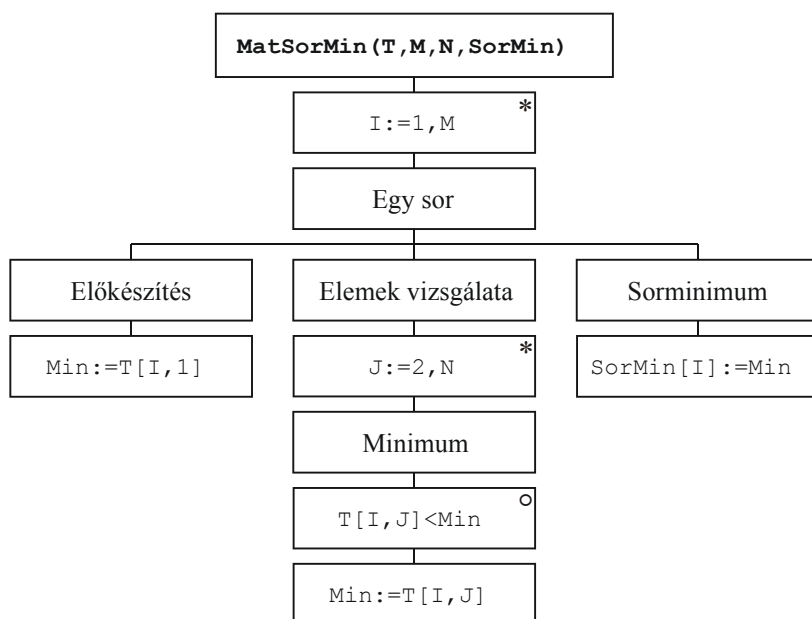 MatSorMin(T,M,N,SorMin)
*
I:=1,M
Egy sor
Előkészítés
Elemek vizsgálata
Sorminimum
Min:=T[I,1]
*
J:=2,N
SorMin[I]:=Min
Minimum
T[I,J]<Min
Min:=T[I,J]